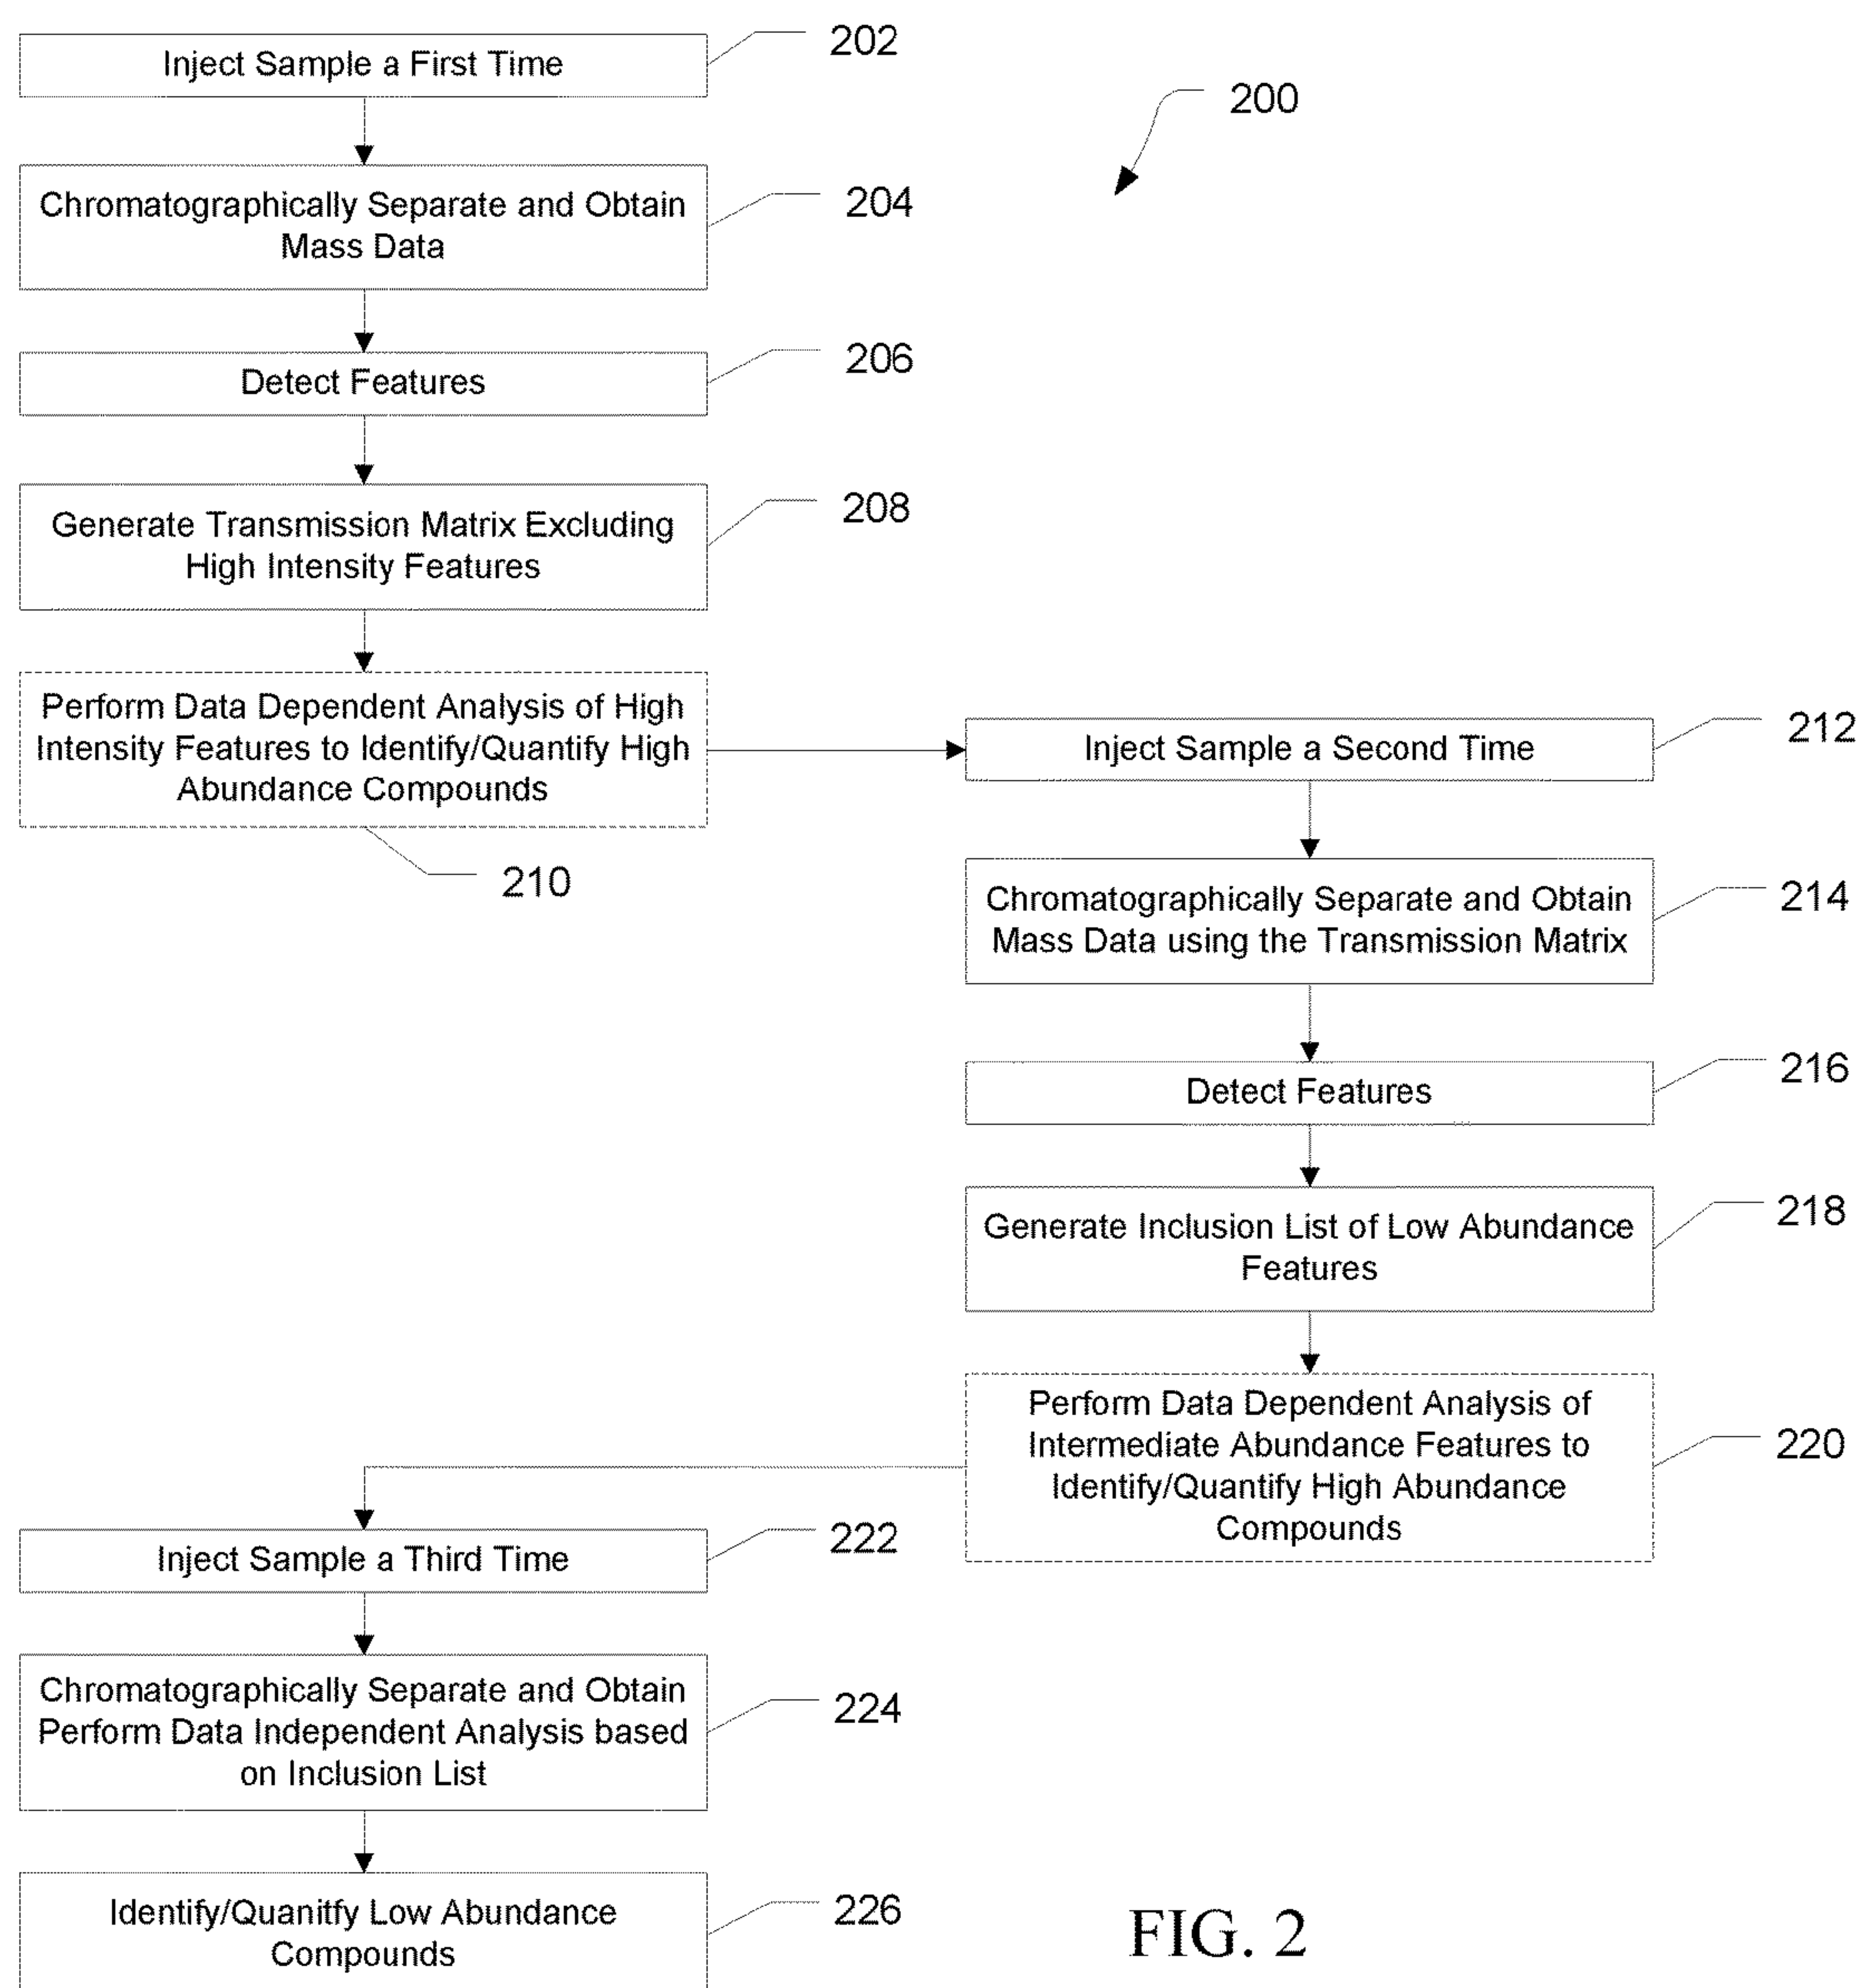 Inject Sample a First Time
202
200
Chromatographically Separate and Obtain
Mass Data
204
Detect Features
206
Generate Transmission Matrix Excluding
High Intensity Features
208
Perform Data Dependent Analysis of High
Intensity Features to Identify/Quantify High
Abundance Compounds
210
Inject Sample a Second Time
212
Chromatographically Separate and Obtain
Mass Data using the Transmission Matrix
214
Detect Features
216
Generate Inclusion List of Low Abundance
Features
218
Perform Data Dependent Analysis of
Intermediate Abundance Features to
Identify/Quantify High Abundance
Compounds
220
Inject Sample a Third Time
222
Chromatographically Separate and Obtain
Perform Data Independent Analysis based
on Inclusion List
224
Identify/Quanitfy Low Abundance
Compounds
226
FIG. 2